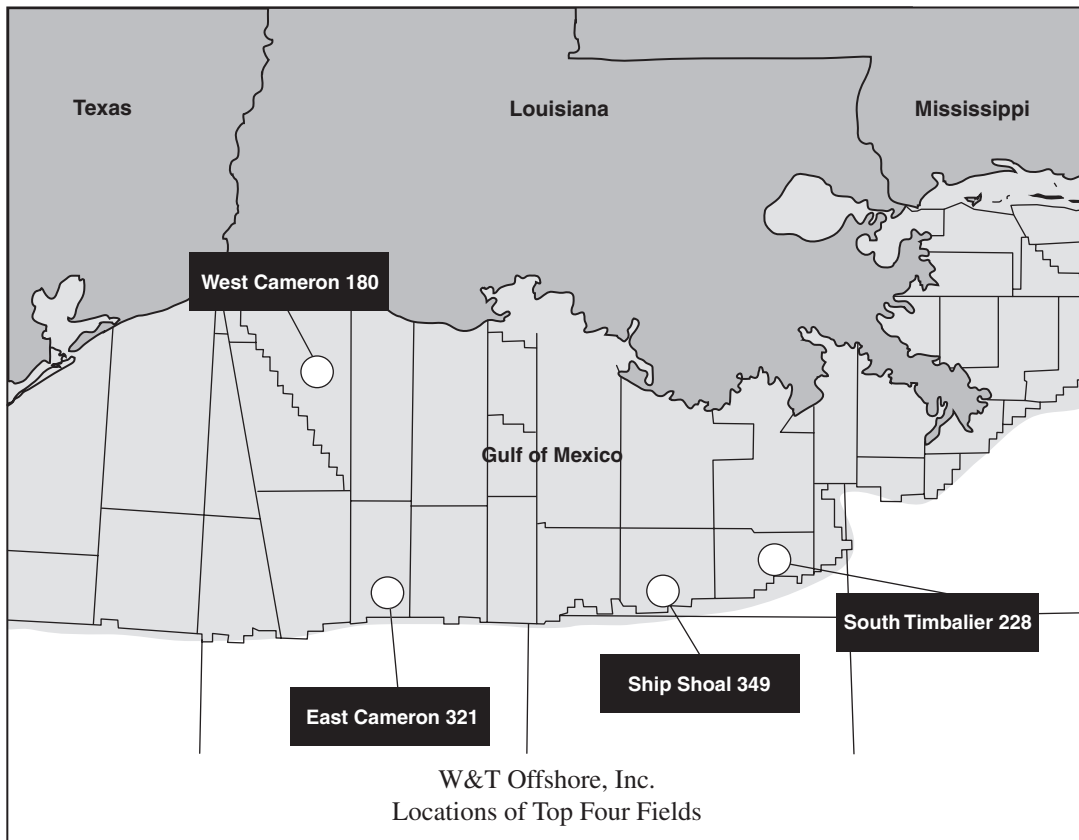 Texas
Louisiana
Mississippi
West Cameron 180
Gulf of Mexico
South Timbalier 228
Ship Shoal 349
East Cameron 321
W&T Offshore, Inc.
Locations of Top Four Fields